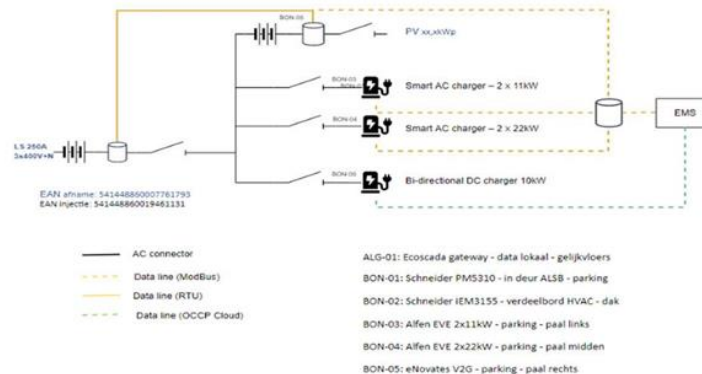 BON-06
PV xx,xkWp
BON-03
Smart AC charger – 2 x 11kW
BON-04
Smart AC charger – 2 x 22kW
EMS
LS 250A
3x400V+N
BON-05
Bi-directional DC charger 10kW
EAN afname: 541448860007761793
EAN injectie: 541448860019461131
AC connector
Data line (ModBus)
Data line (RTU)
Data line (OCCP Cloud)
ALG-01: Ecoscada gateway - data lokaal - gelijkvloers
BON-01: Schneider PM5310 - in deur ALSB - parking
BON-02: Schneider iEM3155 - verdeelbord HVAC - dak
BON-03: Alfen EVE 2x11kW - parking - paal links
BON-04: Alfen EVE 2x22kW - parking - paal midden
BON-05: eNovates V2G - parking - paal rechts